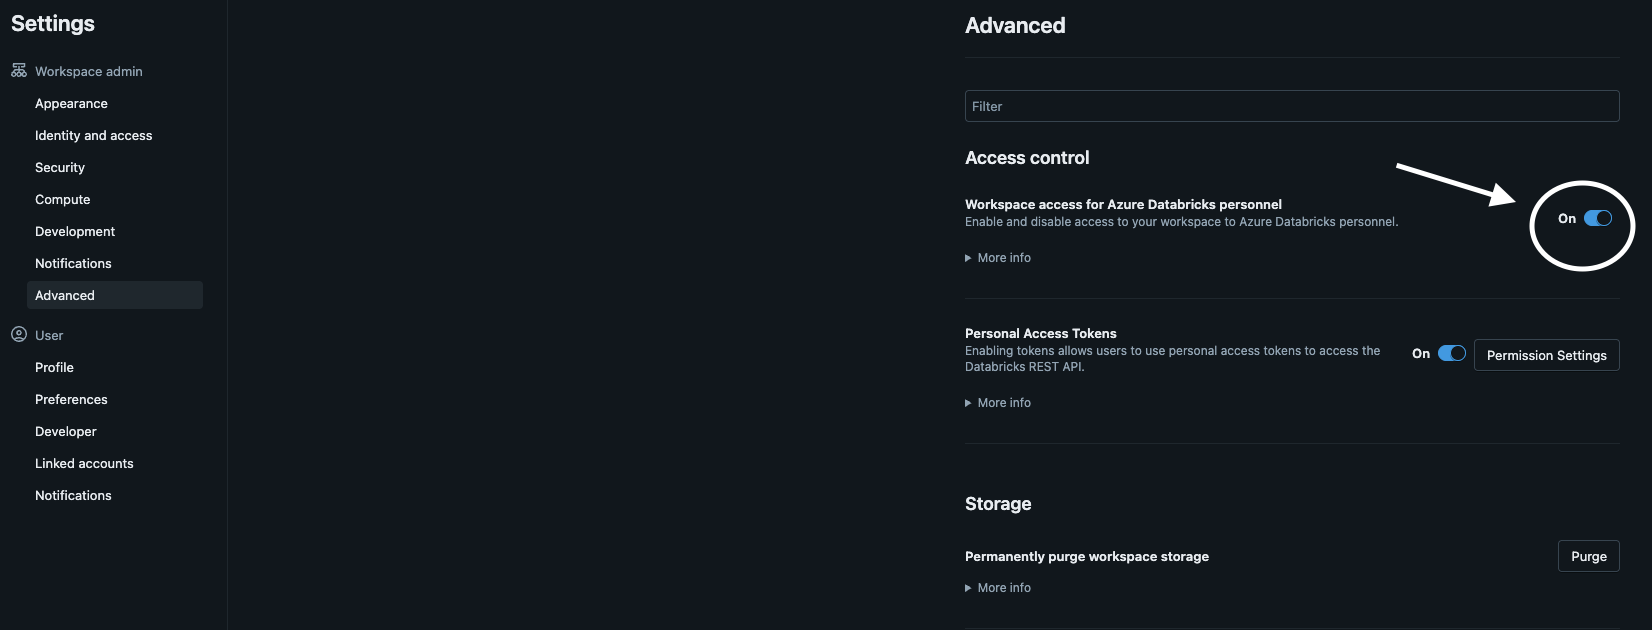 Settings
Workspace admin
Appearance
Identity and access
Security
Compute
Development
Notifications
Advanced
User
Profile
Preferences
Developer
Linked accounts
Notifications
Advanced
Filter
Access control
Workspace access for Azure Databricks personnel
Enable and disable access to your workspace to Azure Databricks personnel.
On
More info
Personal Access Tokens
Enabling tokens allows users to use personal access tokens to access the
Databricks REST API.
On
Permission Settings
More info
Storage
Permanently purge workspace storage
Purge
More info